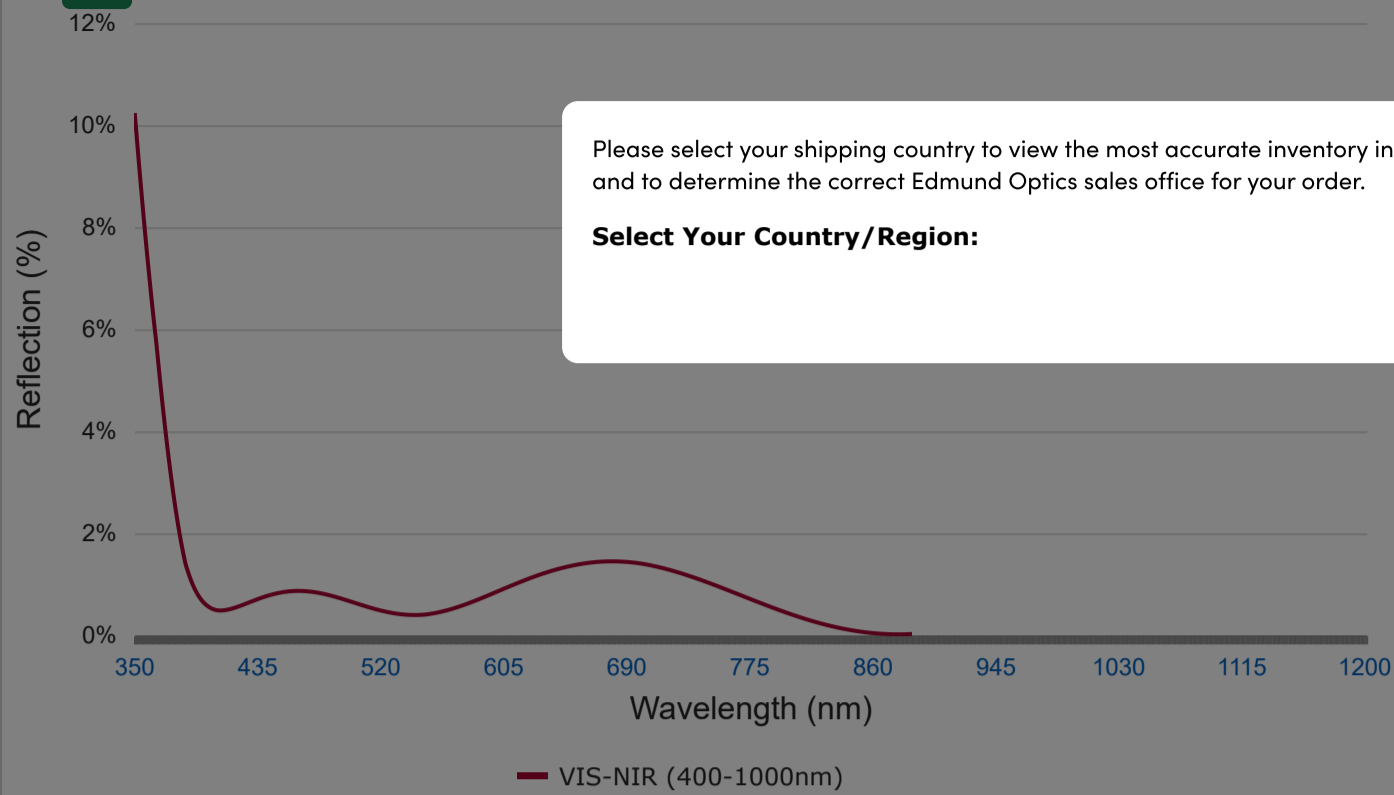 12%
10%
8%
6%
4%
2%
0%
Reflection (%)
Please select your shipping country to view the most accurate inventory in
and to determine the correct Edmund Optics sales office for your order.
Select Your Country/Region:
350 435 520 605 690 775 860 945 1030 1115 1200
Wavelength (nm)
VIS-NIR (400-1000nm)